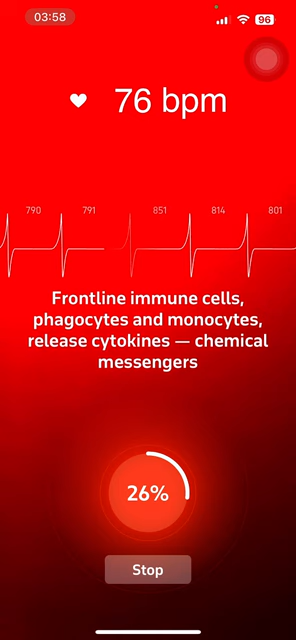 03:58
96
76 bpm
790 791 851 814 801
Frontline immune cells,
phagocytes and monocytes,
release cytokines — chemical
messengers
26%
Stop